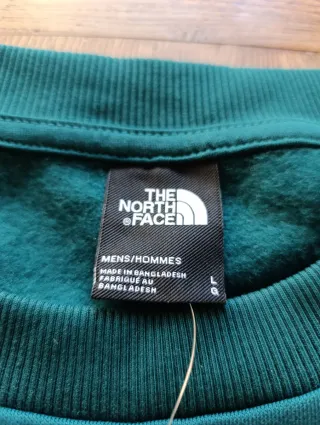 THE
NORTH
®FACE
MENS/HOMMES
MADE IN BANGLADESH
FABRIQUÉ AU
BANGLADESH
L
G